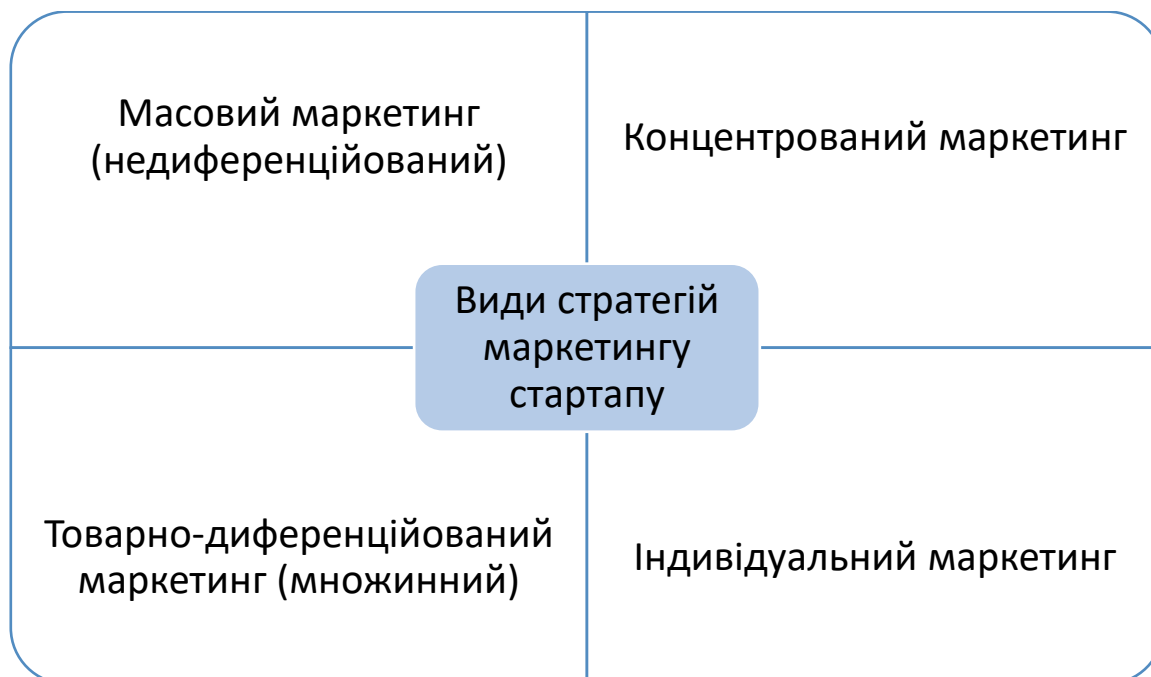 Масовий маркетинг
(недиференційований)
Концентрований маркетинг
Види стратегій
маркетингу
стартапу
Товарно-диференційований
маркетинг (множинний)
Індивідуальний маркетинг